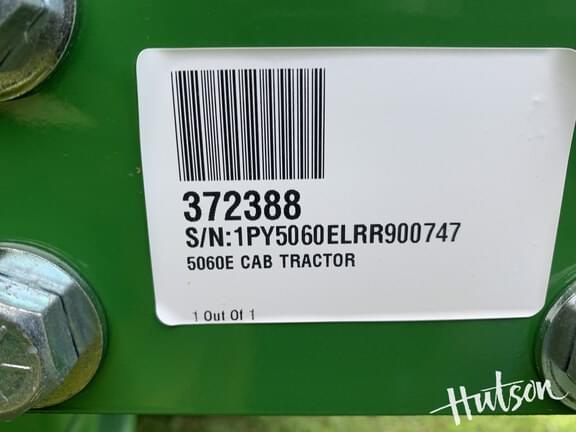 372388
S/N:1PY5060ELRR900747
5060E CAB TRACTOR
1 Out Of 1
Hutson